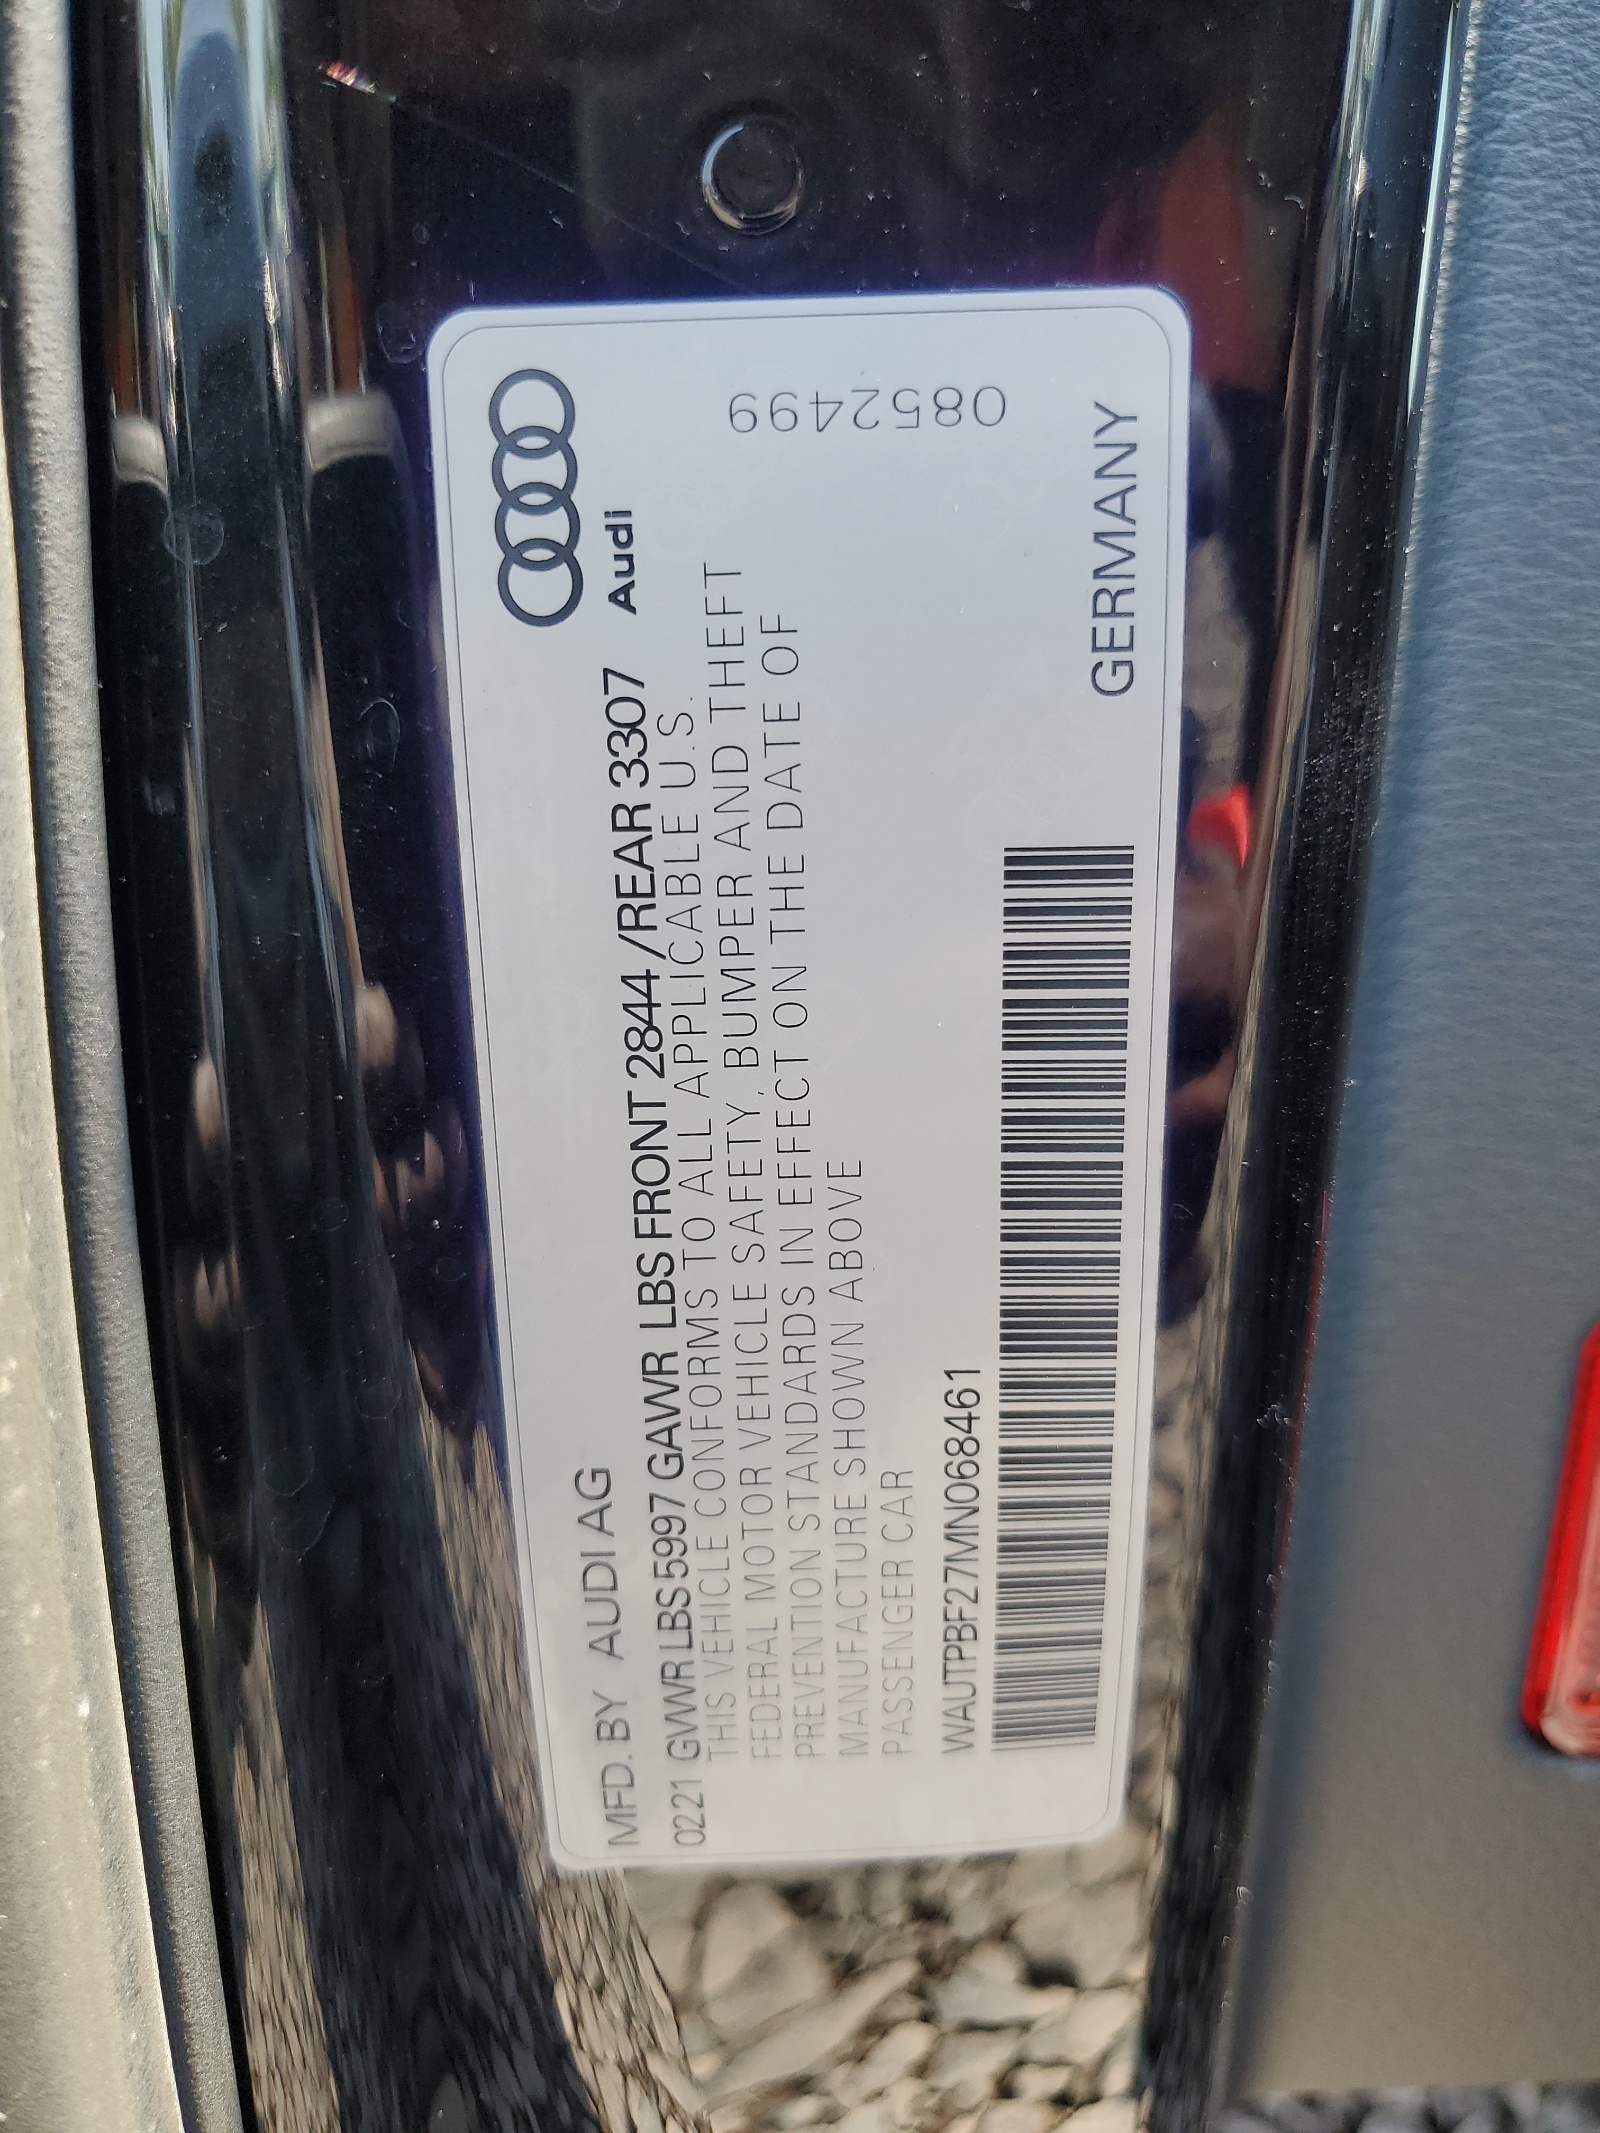 MFD. BY AUDI AG
Audi
0221 GVWR LBS 5997 GAWR LBS FRONT 2844 /REAR 3307
THIS VEHICLE CONFORMS TO ALL APPLICABLE U.S.
FEDERAL MOTOR VEHICLE SAFETY, BUMPER AND THEFT
PREVENTION STANDARDS IN EFFECT ON THE DATE OF
MANUFACTURE SHOWN ABOVE
PASSENGER CAR
0852499
WAUTPBF27MN068461
GERMANY